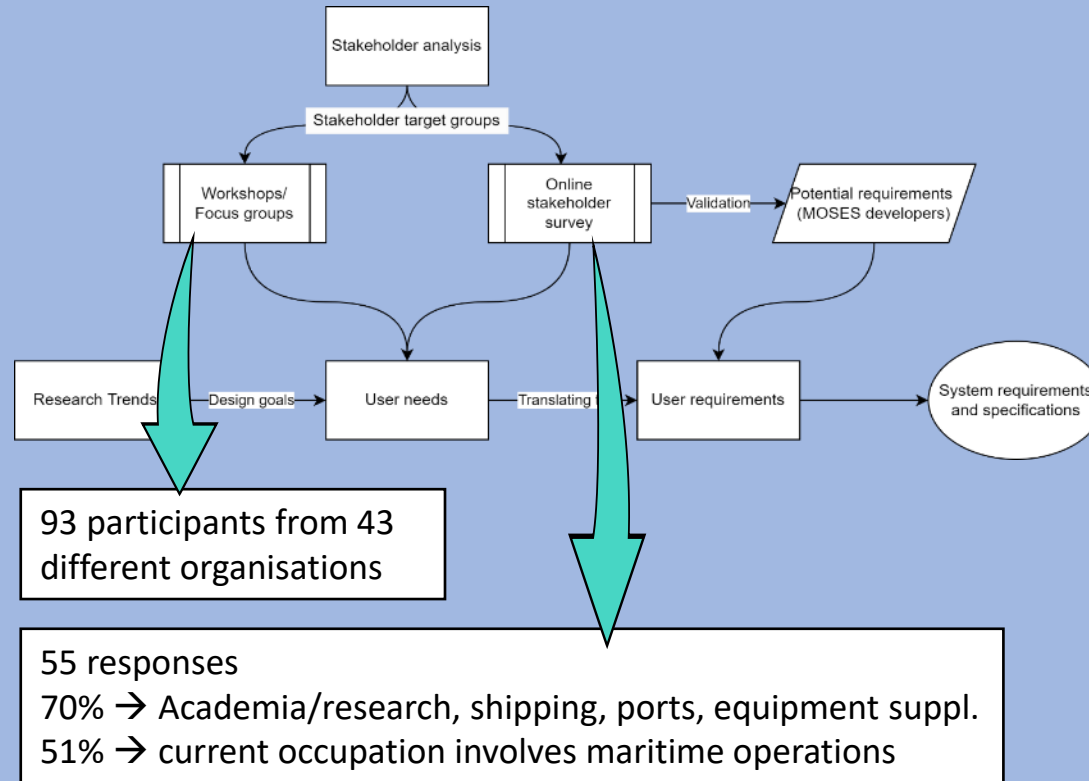 Stakeholder analysis
Stakeholder target groups
Workshops/
Focus groups
Online
stakeholder
survey
Validation
Potential requirements
(MOSES developers)
Research Trends
Design goals
User needs
Translating
User requirements
System requirements
and specifications
93 participants from 43
different organisations
55 responses
70% → Academia/research, shipping, ports, equipment suppl.
51% → current occupation involves maritime operations